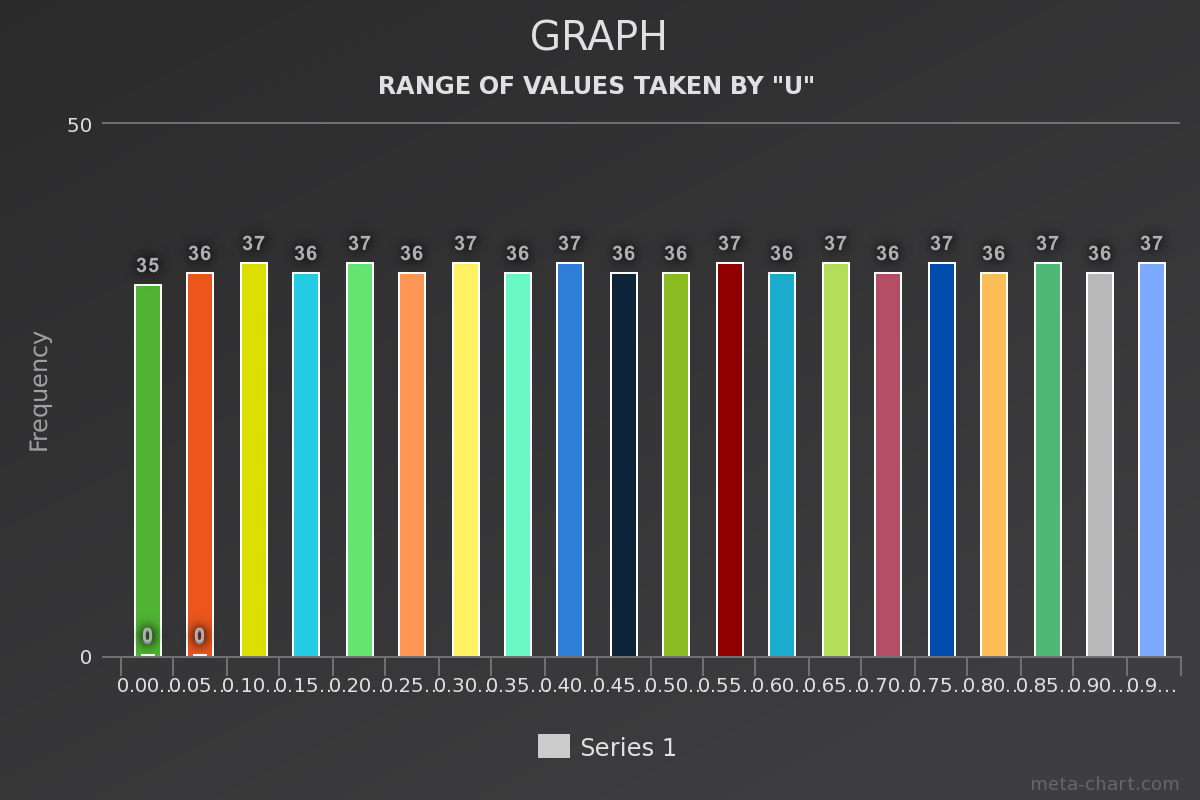 GRAPH
RANGE OF VALUES TAKEN BY "U"
50
35 36 37 36 37 36 37 36 37 36 36 37 36 37 36 37 36 37 36 37
Frequency
0 0
0
0.00… 0.05… 0.10… 0.15… 0.20… 0.25… 0.30… 0.35… 0.40… 0.45… 0.50… 0.55… 0.60… 0.65… 0.70… 0.75… 0.80… 0.85… 0.90… 0.9…
Series 1
meta-chart.com